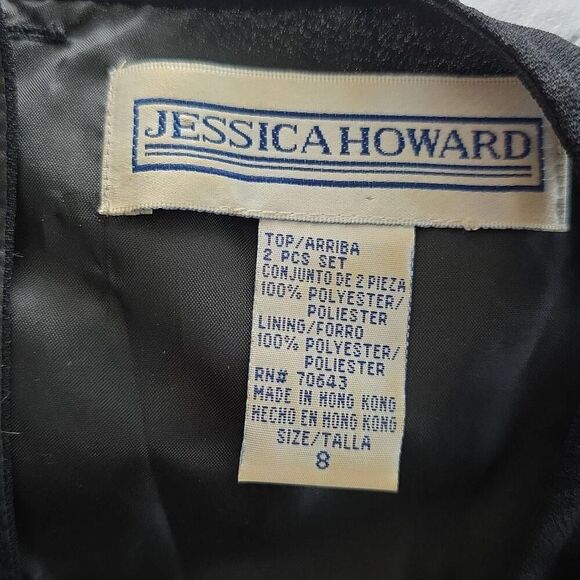 JESSICA HOWARD
TOP/ARRIBA
2 PCS SET
CONJUNTO DE 2 PIEZA
100% POLYESTER/
POLIESTER
LINING/FORRO
100% POLYESTER/
POLIESTER
RN# 70643
MADE IN HONG KONG
HECHO EN HONG KONG
SIZE/TALLA
8